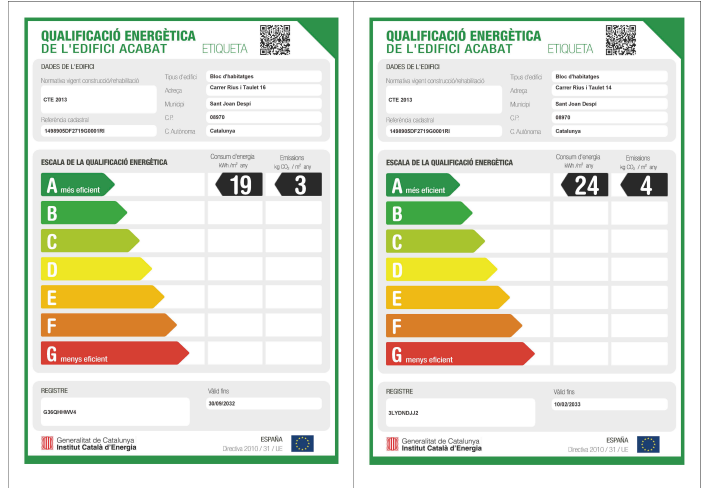 QUALIFICACIÓ ENERGÈTICA
DE L'EDIFICI ACABAT ETIQUETA
DADES DE L'EDIFICI
Normativa vigent construcció/rehabilitació
CTE 2013
Referència cadastral
1498905DF2719G0001RI
Tipus d'edifici Bloc d'habitatges
Adreça Carrer Rius i Taulet 16
Municipi Sant Joan Despí
C.P. 08970
C.Autònoma Catalunya
ESCALA DE LA QUALIFICACIÓ ENERGÈTICA
Consum d'energia
kWh /m² any
Emissions
kg CO₂ /m² any
A més eficient 19 3
B
C
D
E
F
G menys eficient
REGISTRE
Vàlid fins
30/09/2032
Generalitat de Catalunya
Institut Català d'Energia
ESPAÑA
Directiva 2010 / 31 / UE
QUALIFICACIÓ ENERGÈTICA
DE L'EDIFICI ACABAT ETIQUETA
DADES DE L'EDIFICI
Normativa vigent construcció/rehabilitació
CTE 2013
Referència cadastral
1498905DF2719G0001RI
Tipus d'edifici Bloc d'habitatges
Adreça Carrer Rius i Taulet 14
Municipi Sant Joan Despí
C.P. 08970
C.Autònoma Catalunya
ESCALA DE LA QUALIFICACIÓ ENERGÈTICA
Consum d'energia
kWh /m² any
Emissions
kg CO₂ /m² any
A més eficient 24 4
B
C
D
E
F
G menys eficient
REGISTRE
3LYDNDJJ2
Vàlid fins
10/02/2033
Generalitat de Catalunya
Institut Català d'Energia
ESPAÑA
Directiva 2010 / 31 / UE